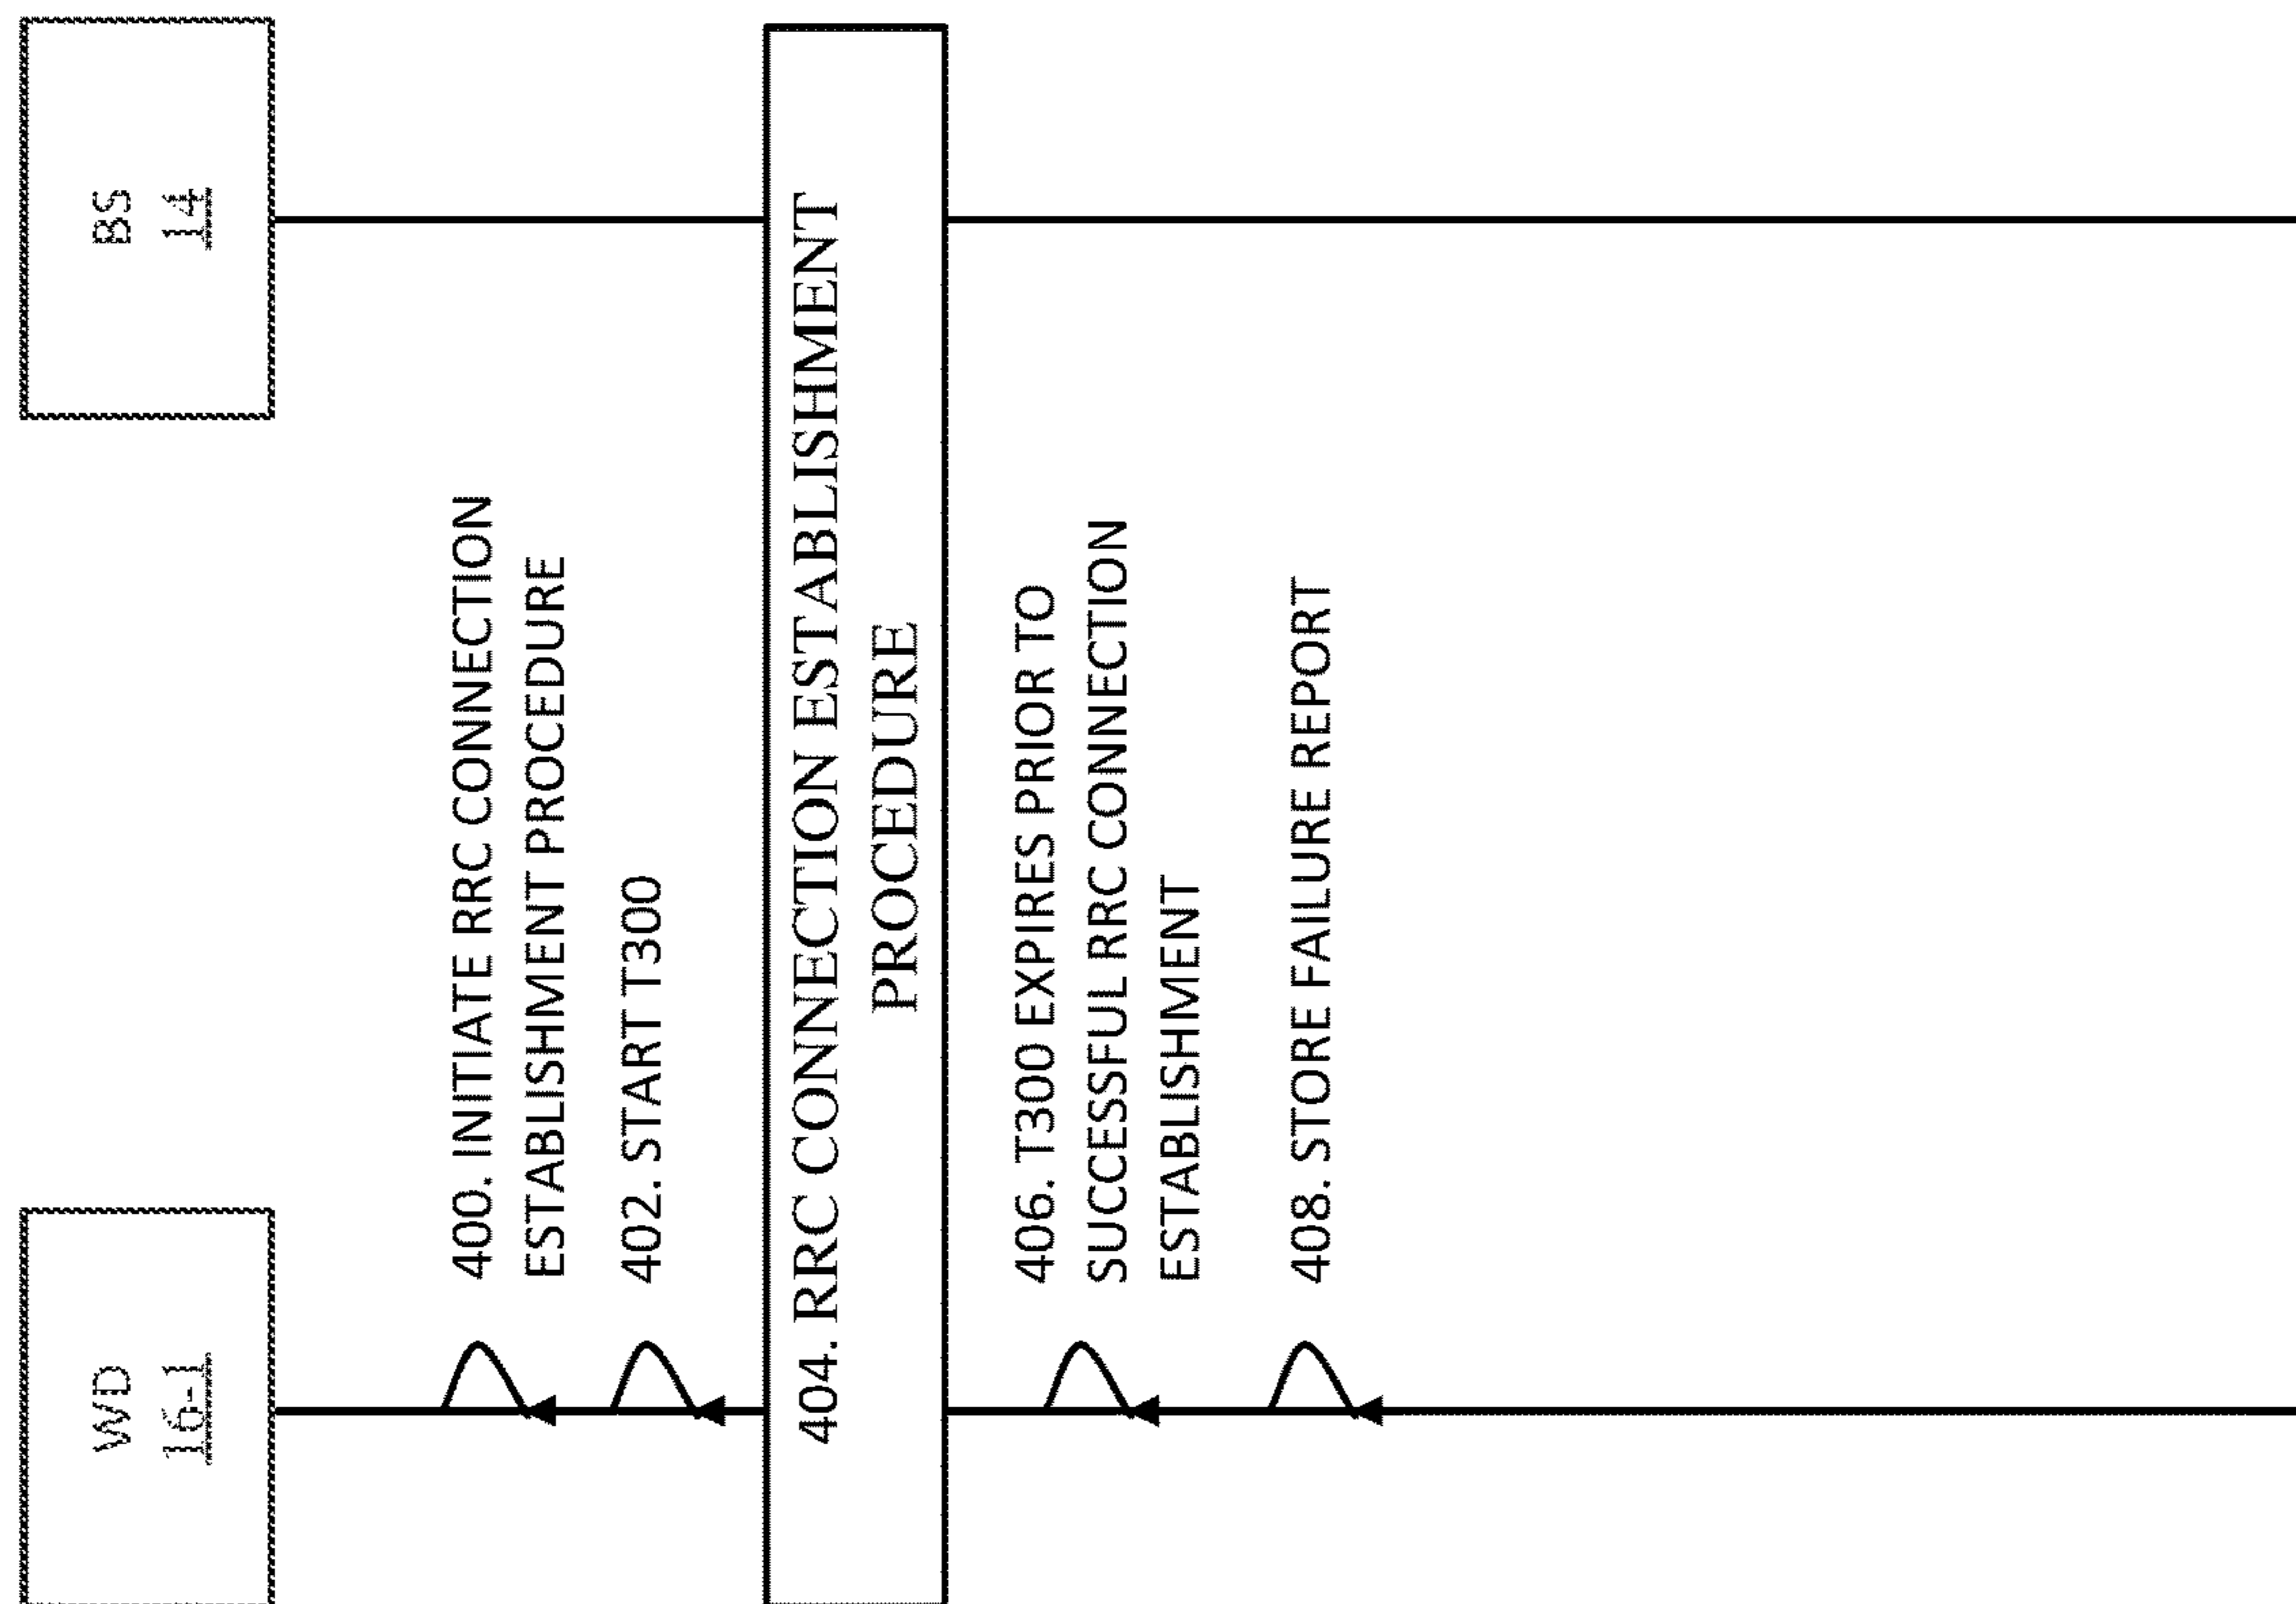 WD
16-1
BS
14
400. INITIATE RRC CONNECTION
ESTABLISHMENT PROCEDURE
402. START T300
404. RRC CONNECTION ESTABLISHMENT
PROCEDURE
406. T300 EXPIRES PRIOR TO
SUCCESSFUL RRC CONNECTION
ESTABLISHMENT
408. STORE FAILURE REPORT